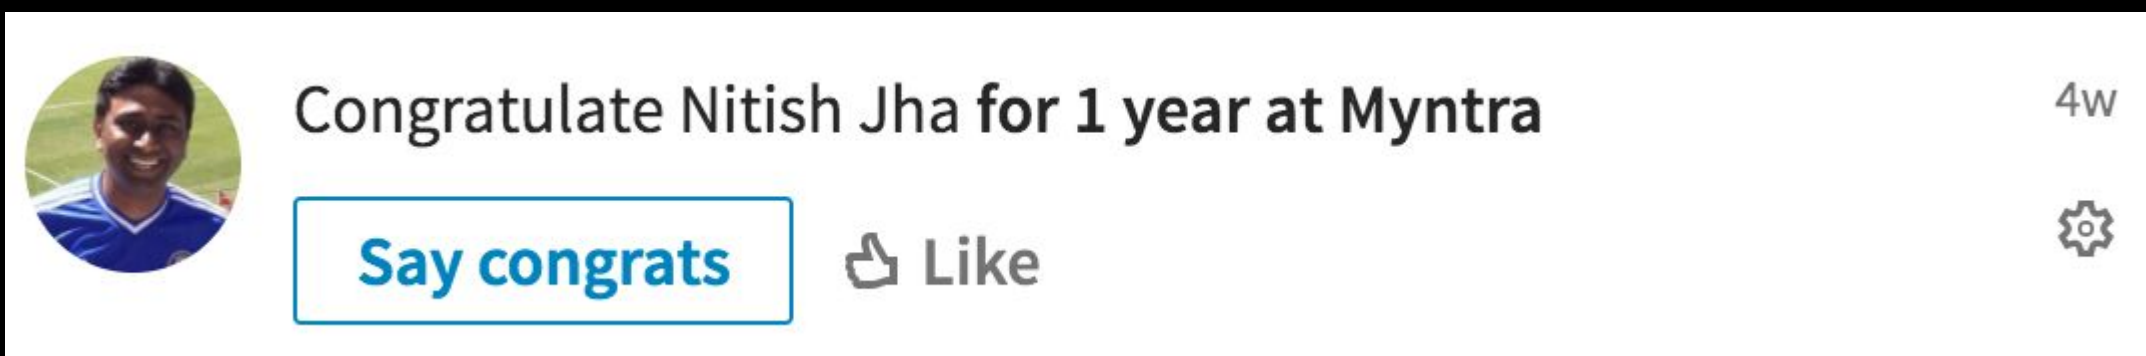 Congratulate Nitish Jha for 1 year at Myntra
4w
Say congrats
Like